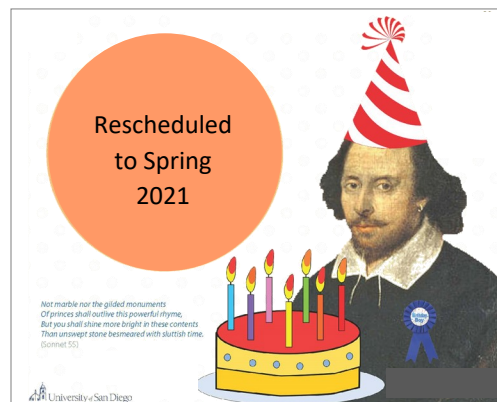 Rescheduled
to Spring
2021
Not marble nor the gilded monuments
Of princes shall outlive this powerful rhyme,
But you shall shine more bright in these contents
Than unswept stone besmeared with sluttish time.
(Sonnet 55)
Birthday
Boy
University of San Diego